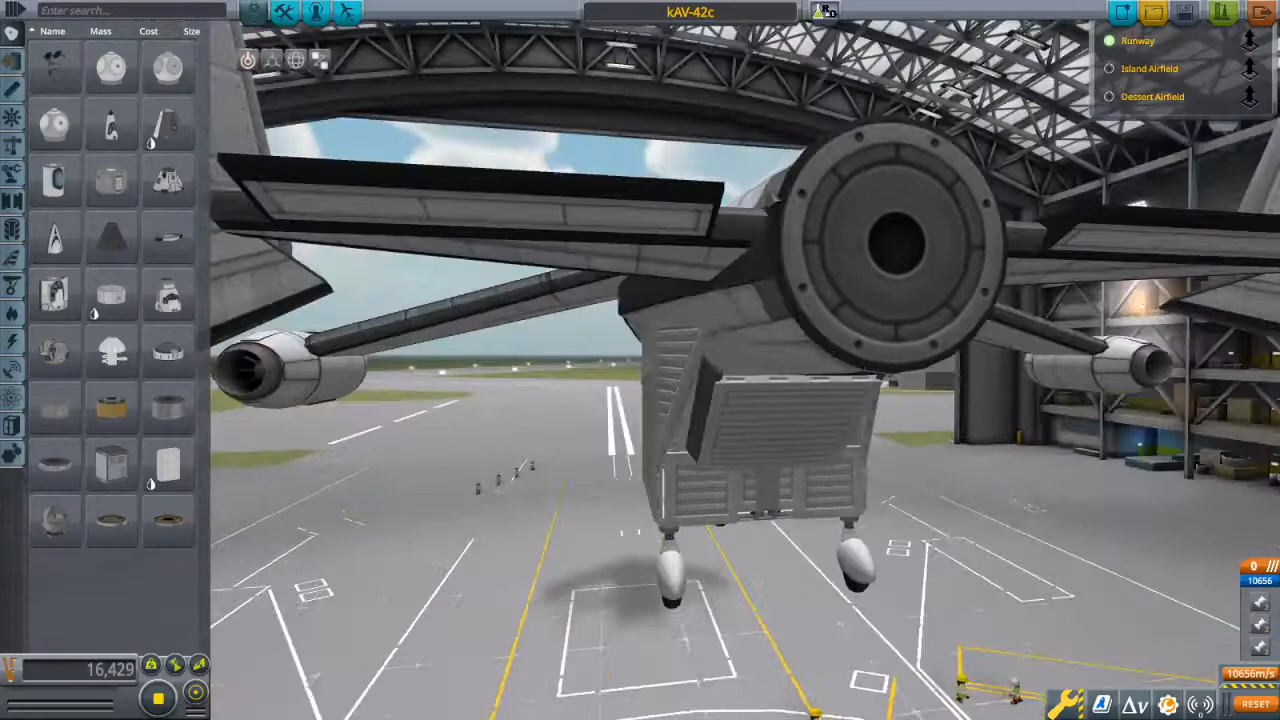 Enter search...
kAV-42c
Name Mass Cost Size
Runway
Island Airfield
Dessert Airfield
0
10656
10656m/s
RESET
16,429
Δv